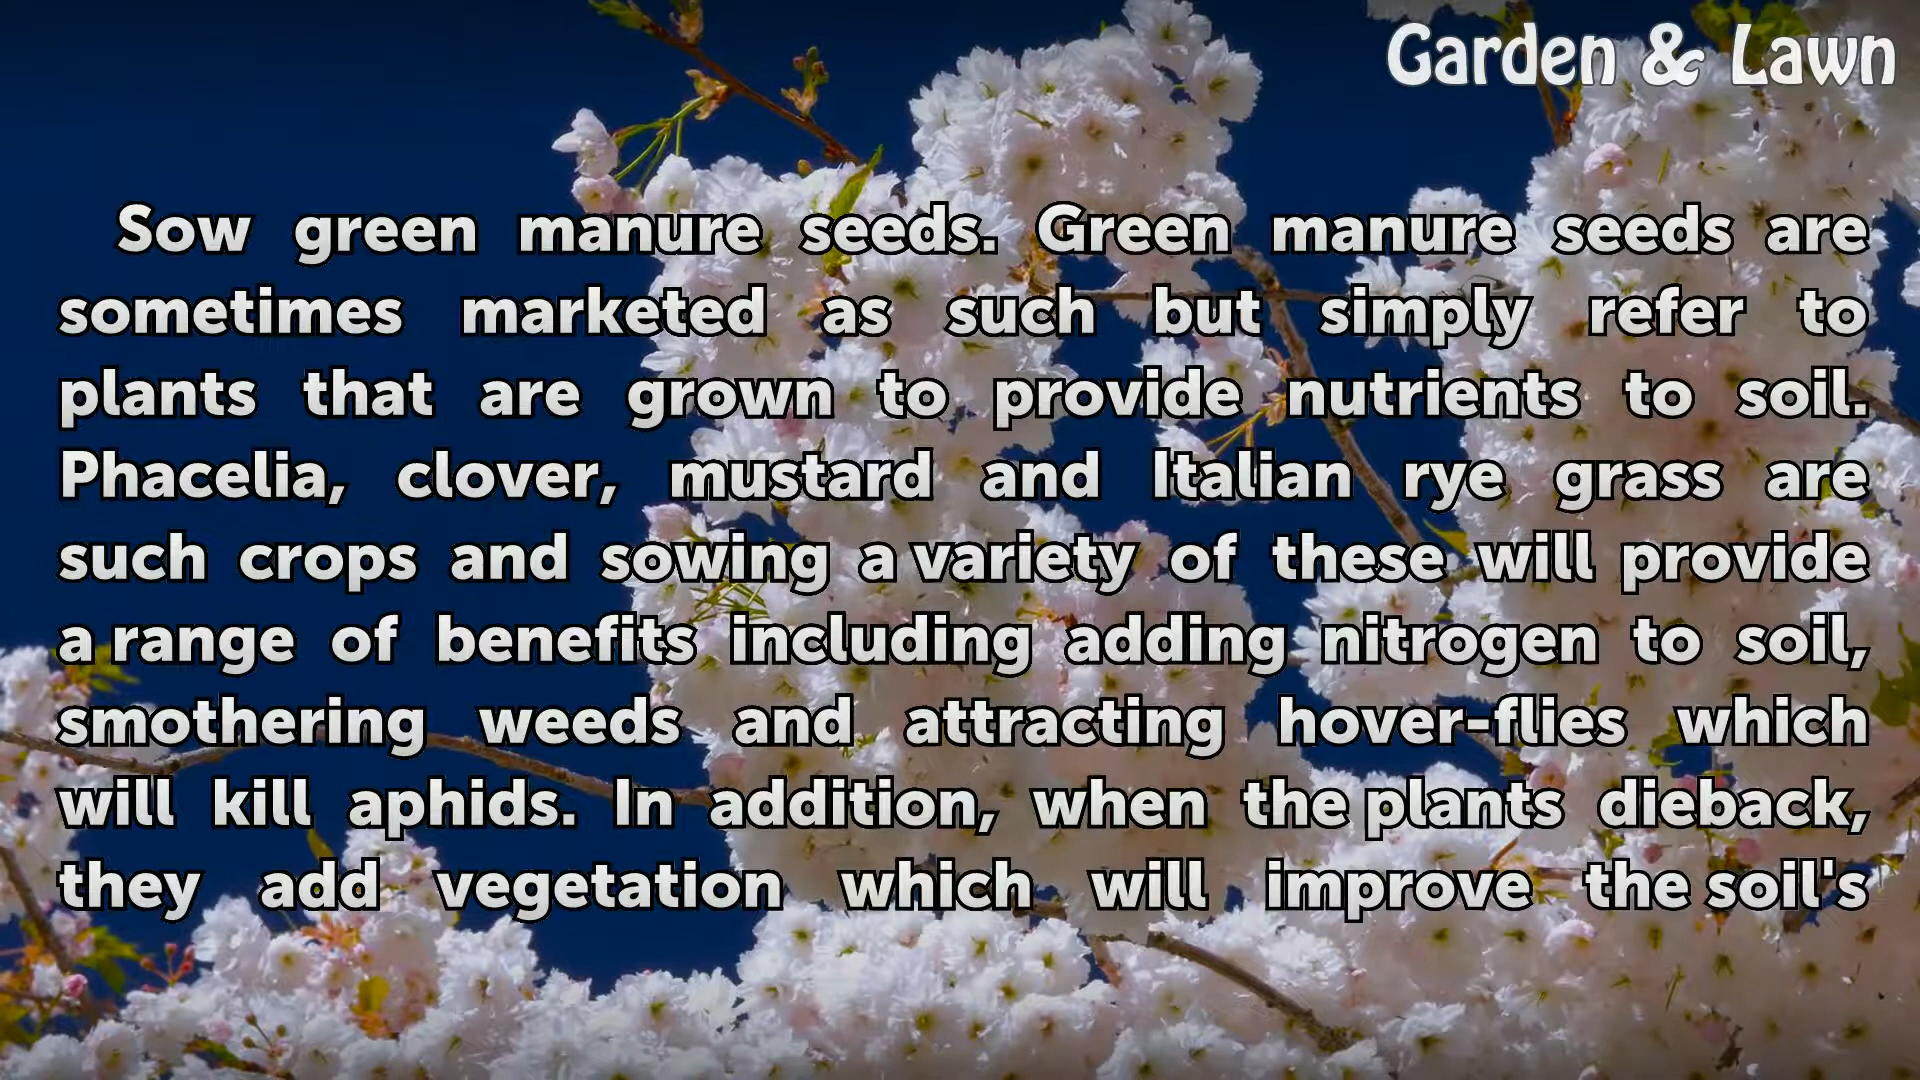 Garden & Lawn
Sow green manure seeds. Green manure seeds are
sometimes marketed as such but simply refer to
plants that are grown to provide nutrients to soil.
Phacelia, clover, mustard and Italian rye grass are
such crops and sowing a variety of these will provide
a range of benefits including adding nitrogen to soil,
smothering weeds and attracting hover-flies which
will kill aphids. In addition, when the plants dieback,
they add vegetation which will improve the soil's